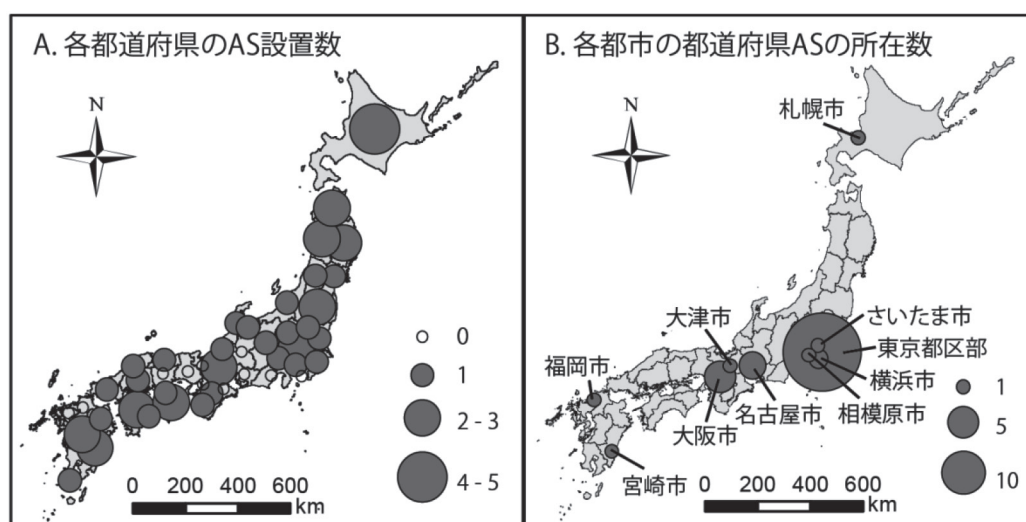 A. 各都道府県のAS設置数
N
0
1
2 - 3
4 - 5
0 200 400 600
km
B. 各都市の都道府県ASの所在数
N
札幌市
大津市
さいたま市
福岡市
東京都区部
横浜市
名古屋市
相模原市
大阪市
宮崎市
1
5
10
0 200 400 600
km